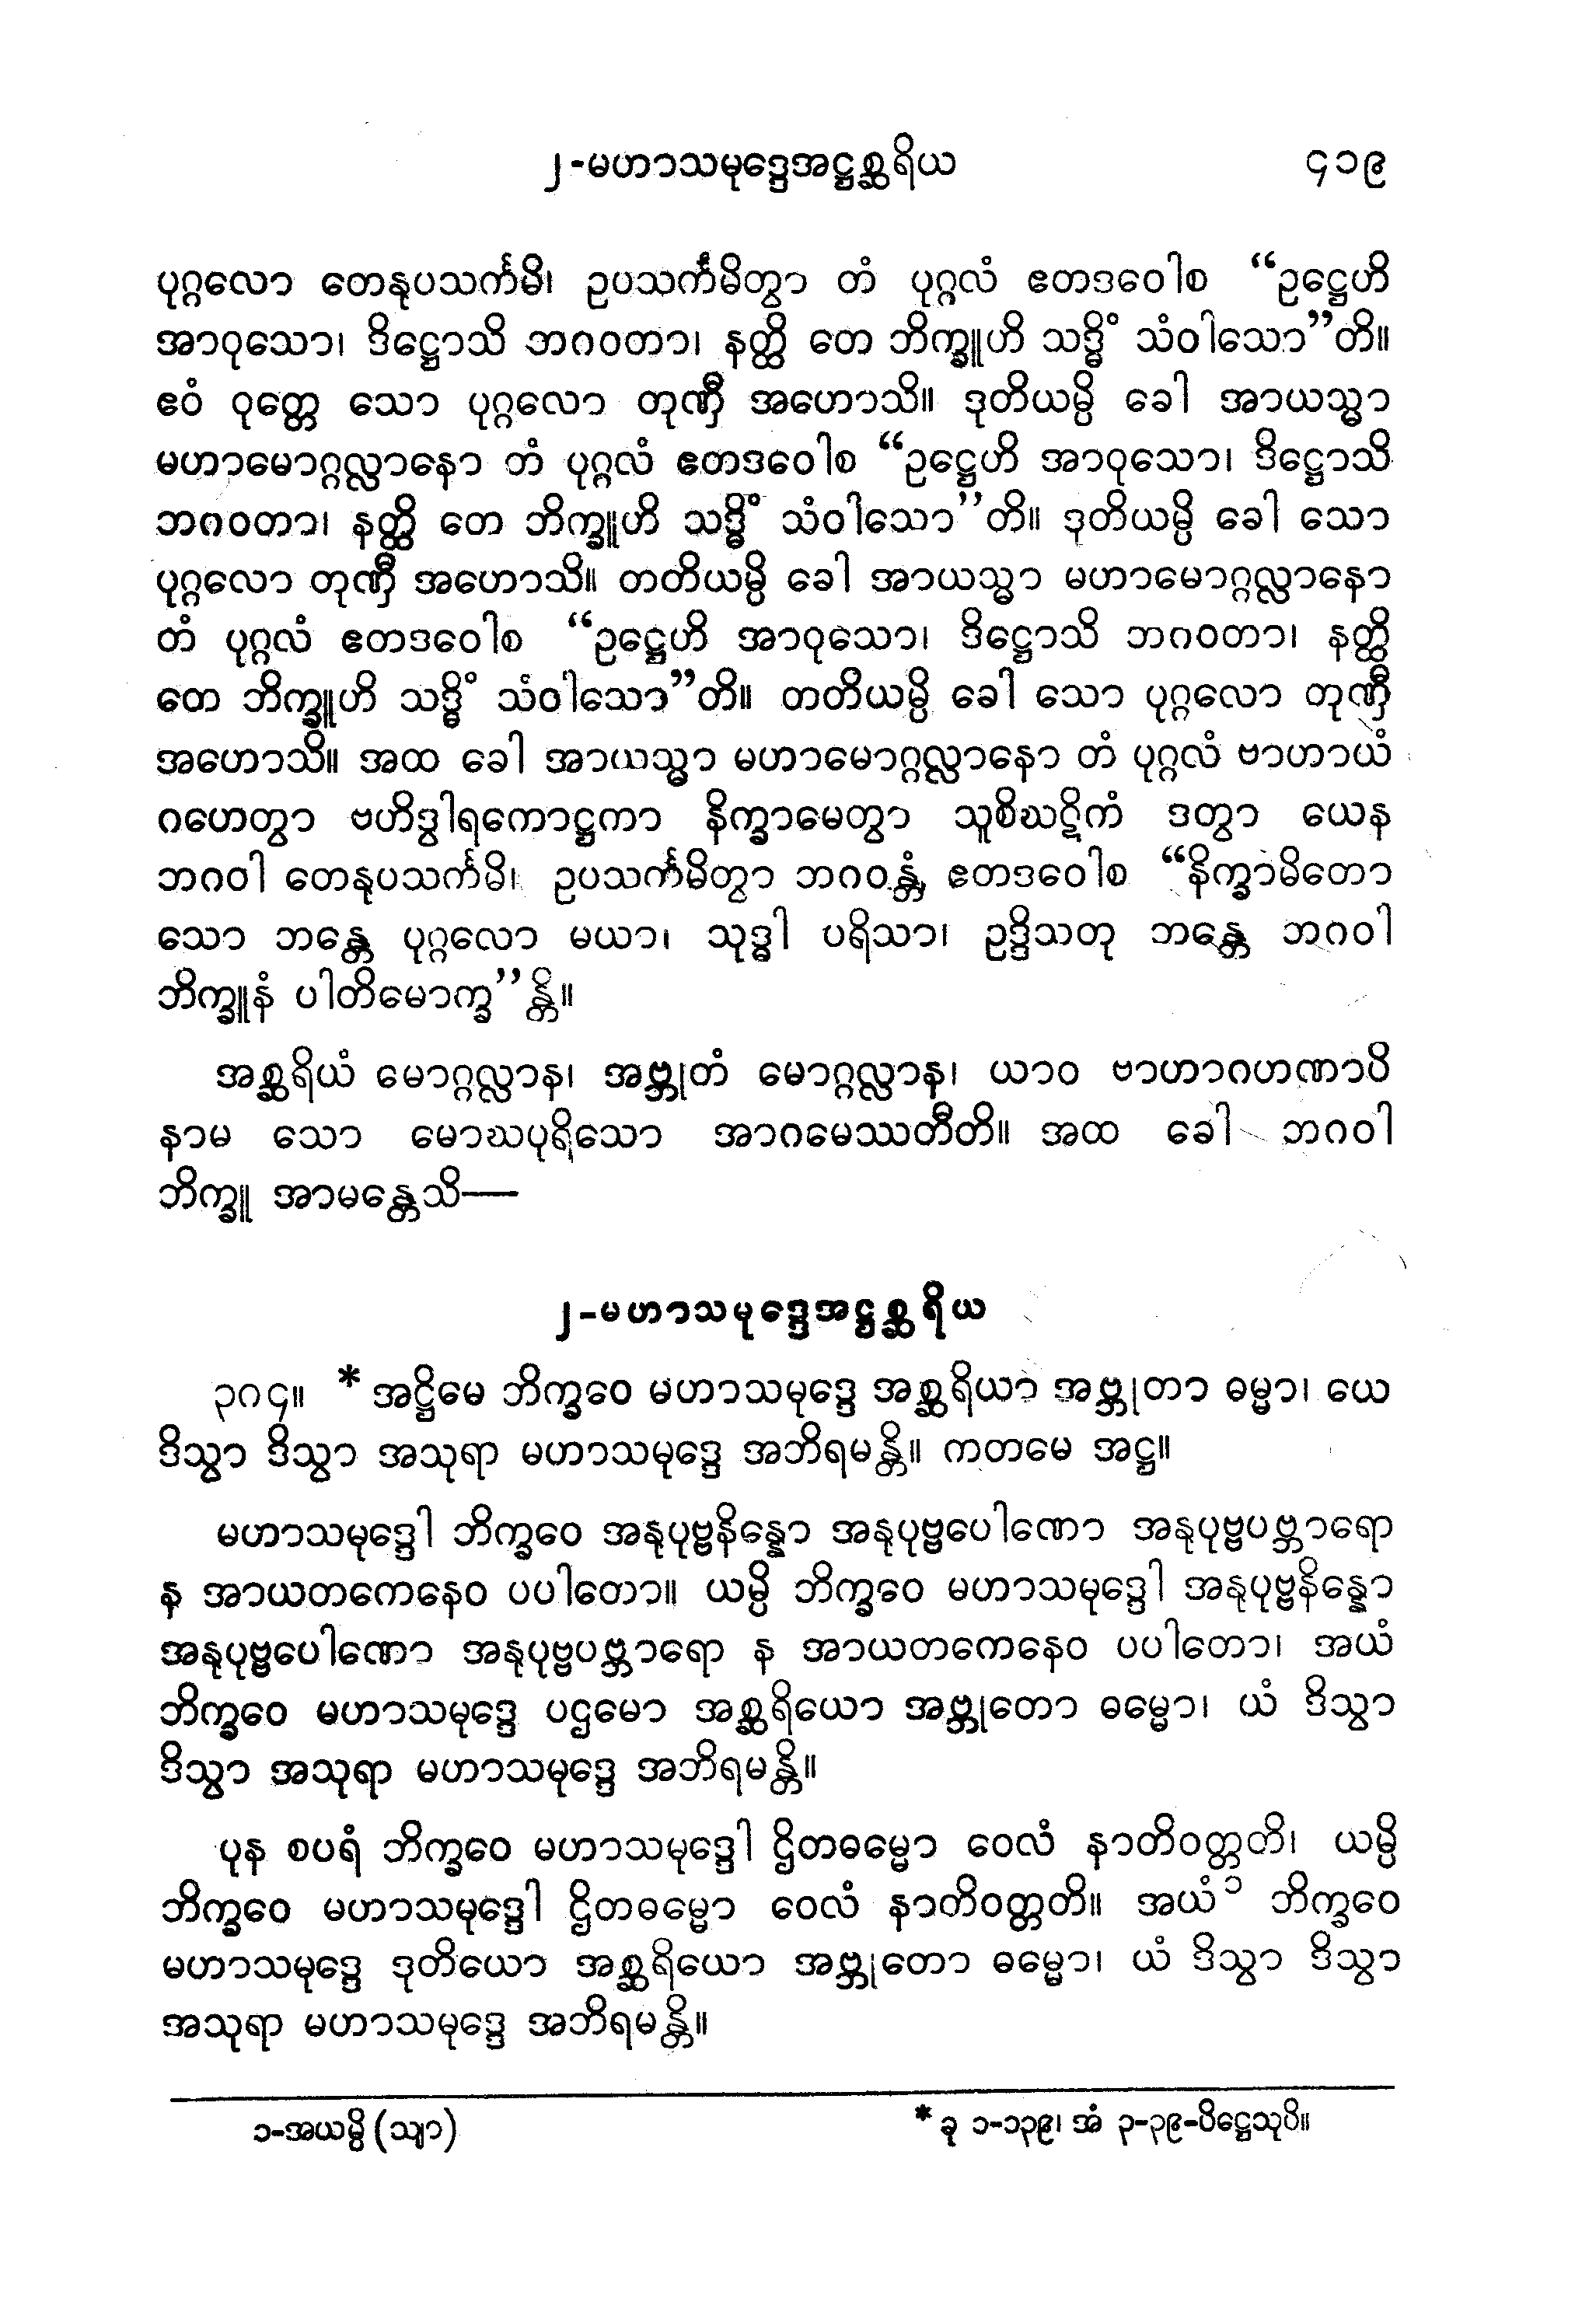 ၂-မဟာသမုဒ္ဒေအဋ္ဌစ္ဆရိယ ၄၁၉
ပုဂ္ဂလော တေနုပသင်္ကမိ၊ ဥပသင်္ကမိတွာ တံ ပုဂ္ဂလံ ဧတဒဝေါစ “ဥဋ္ဌေဟိ
အာဝုသော၊ ဒိဋ္ဌောသိ ဘဂဝတာ၊ နတ္ထိ တေ ဘိက္ခူဟိ သဒ္ဓိံ သံဝါသော”တိ။
ဧဝံ ဝုတ္တေ သော ပုဂ္ဂလော တုဏှီ အဟောသိ။ ဒုတိယမ္ပိ ခေါ အာယသ္မာ
မဟာမောဂ္ဂလ္လာနော တံ ပုဂ္ဂလံ ဧတဒဝေါစ “ဥဋ္ဌေဟိ အာဝုသော၊ ဒိဋ္ဌောသိ
ဘဂဝတာ၊ နတ္ထိ တေ ဘိက္ခူဟိ သဒ္ဓိံ သံဝါသော”တိ။ ဒုတိယမ္ပိ ခေါ သော
ပုဂ္ဂလော တုဏှီ အဟောသိ။ တတိယမ္ပိ ခေါ အာယသ္မာ မဟာမောဂ္ဂလ္လာနော
တံ ပုဂ္ဂလံ ဧတဒဝေါစ “ဥဋ္ဌေဟိ အာဝုသော၊ ဒိဋ္ဌောသိ ဘဂဝတာ၊ နတ္ထိ
တေ ဘိက္ခူဟိ သဒ္ဓိံ သံဝါသော”တိ။ တတိယမ္ပိ ခေါ သော ပုဂ္ဂလော တုဏှီ
အဟောသိ။ အထ ခေါ အာယသ္မာ မဟာမောဂ္ဂလ္လာနော တံ ပုဂ္ဂလံ ဗာဟာယံ
ဂဟေတွာ ဗဟိဒွါရကောဋ္ဌကာ နိက္ခာမေတွာ သူစိဃဋိကံ ဒတွာ ယေန
ဘဂဝါ တေနုပသင်္ကမိ၊ ဥပသင်္ကမိတွာ ဘဂဝန္တံ ဧတဒဝေါစ “နိက္ခာမိတော
သော ဘန္တေ ပုဂ္ဂလော မယာ၊ သုဒ္ဓါ ပရိသာ၊ ဥဒ္ဒိသတု ဘန္တေ ဘဂဝါ
ဘိက္ခူနံ ပါတိမောက္ခ”န္တိ။
အစ္ဆရိယံ မောဂ္ဂလ္လာန၊ အဗ္ဘုတံ မောဂ္ဂလ္လာန၊ ယာဝ ဗာဟာဂဟဏာပိ
နာမ သော မောဃပုရိသော အာဂမေဿတီတိ။ အထ ခေါ ဘဂဝါ
ဘိက္ခူ အာမန္တေသိ—
၂-မဟာသမုဒ္ဒေအဋ္ဌစ္ဆရိယ
၃၈၄။ *အဋ္ဌိမေ ဘိက္ခဝေ မဟာသမုဒ္ဒေ အစ္ဆရိယာ အဗ္ဘုတာ ဓမ္မာ၊ ယေ
ဒိသွာ ဒိသွာ အသုရာ မဟာသမုဒ္ဒေ အဘိရမန္တိ။ ကတမေ အဋ္ဌ။
မဟာသမုဒ္ဒေါ ဘိက္ခဝေ အနုပုဗ္ဗနိန္နော အနုပုဗ္ဗပေါဏော အနုပုဗ္ဗပဗ္ဘာရော
န အာယတကေနေဝ ပပါတော။ ယမ္ပိ ဘိက္ခဝေ မဟာသမုဒ္ဒေါ အနုပုဗ္ဗနိန္နော
အနုပုဗ္ဗပေါဏော အနုပုဗ္ဗပဗ္ဘာရော န အာယတကေနေဝ ပပါတော၊ အယံ
ဘိက္ခဝေ မဟာသမုဒ္ဒေ ပဌမော အစ္ဆရိယော အဗ္ဘုတော ဓမ္မော၊ ယံ ဒိသွာ
ဒိသွာ အသုရာ မဟာသမုဒ္ဒေ အဘိရမန္တိ။
ပုန စပရံ ဘိက္ခဝေ မဟာသမုဒ္ဒေါ ဌိတဓမ္မော ဝေလံ နာတိဝတ္တတိ၊ ယမ္ပိ
ဘိက္ခဝေ မဟာသမုဒ္ဒေါ ဌိတဓမ္မော ဝေလံ နာတိဝတ္တတိ။ အယံ ၁ ဘိက္ခဝေ
မဟာသမုဒ္ဒေ ဒုတိယော အစ္ဆရိယော အဗ္ဘုတော ဓမ္မော၊ ယံ ဒိသွာ ဒိသွာ
အသုရာ မဟာသမုဒ္ဒေ အဘိရမန္တိ။
၁-အယမ္ပိ (သျာ) * ခု ၁-၁၃၉၊ အံ ၃-၃၉-ပိဋ္ဌေသုပိ။